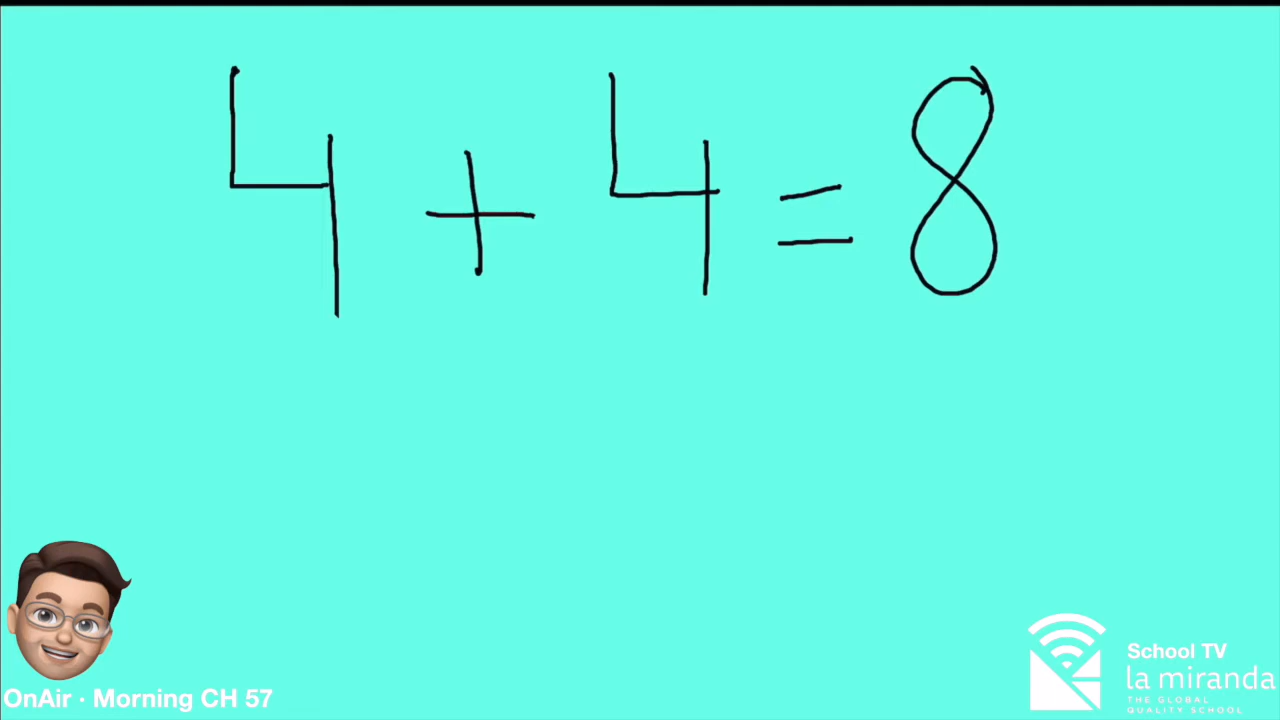 4 + 4 = 8
OnAir · Morning CH 57
School TV
la miranda
THE GLOBAL
QUALITY SCHOOL